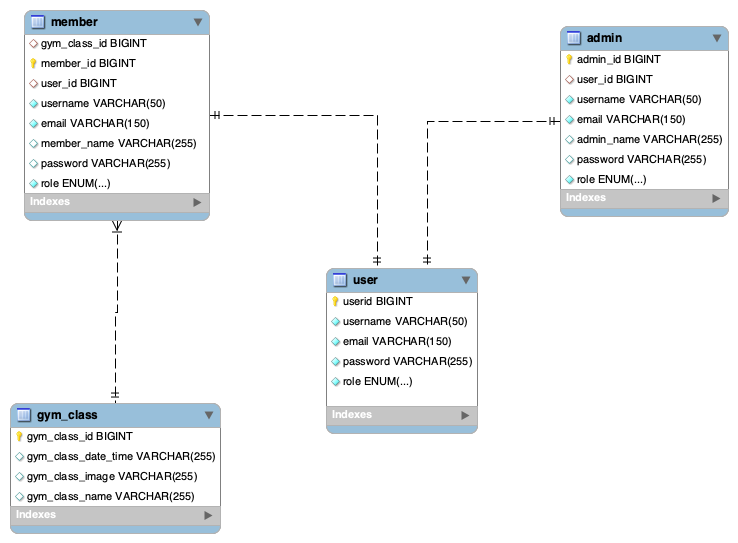 member
gym_class_id BIGINT
member_id BIGINT
user_id BIGINT
username VARCHAR(50)
email VARCHAR(150)
member_name VARCHAR(255)
password VARCHAR(255)
role ENUM(...)
Indexes
admin
admin_id BIGINT
user_id BIGINT
username VARCHAR(50)
email VARCHAR(150)
admin_name VARCHAR(255)
password VARCHAR(255)
role ENUM(...)
Indexes
user
userid BIGINT
username VARCHAR(50)
email VARCHAR(150)
password VARCHAR(255)
role ENUM(...)
Indexes
gym_class
gym_class_id BIGINT
gym_class_date_time VARCHAR(255)
gym_class_image VARCHAR(255)
gym_class_name VARCHAR(255)
Indexes